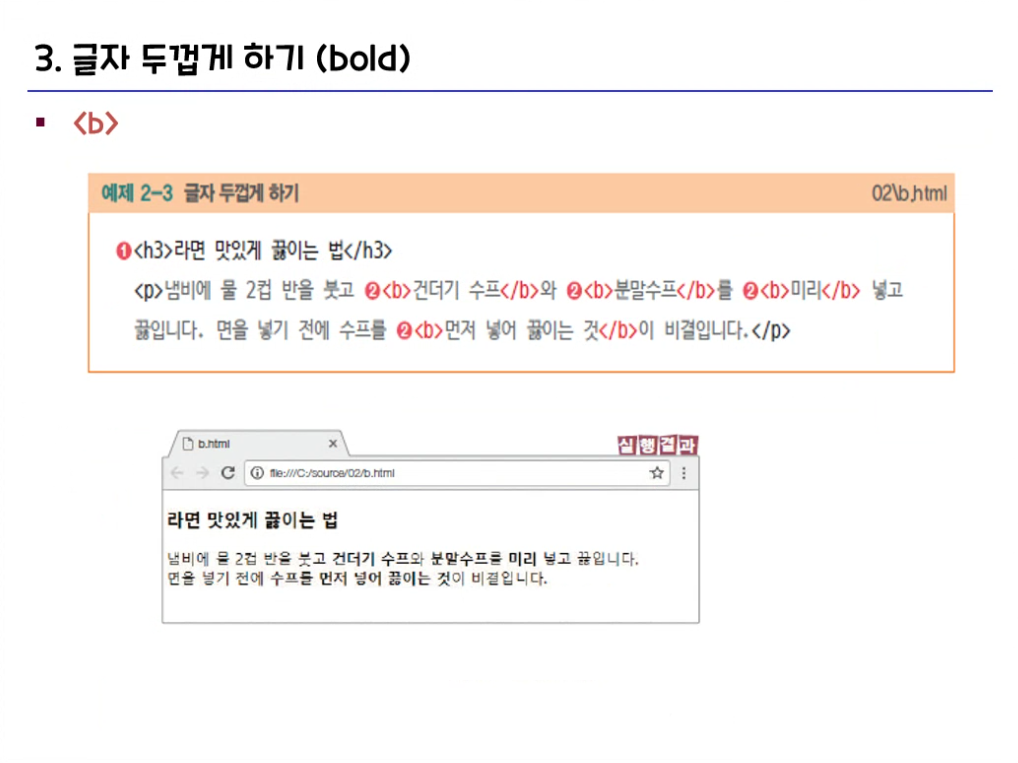 3. 글자 두껍게 하기 (bold)
▪ <b>
예제 2-3 글자 두껍게 하기 02\b.html
❶<h3>라면 맛있게 끓이는 법</h3>
<p>냄비에 물 2컵 반을 붓고 ❷<b>건더기 수프</b>와 ❷<b>분말수프</b>를 ❷<b>미리</b> 넣고
끓입니다. 면을 넣기 전에 수프를 ❷<b>먼저 넣어 끓이는 것</b>이 비결입니다.</p>
실행결과
b.html ×
file:///C:/source/02/b.html
라면 맛있게 끓이는 법
냄비에 물 2컵 반을 붓고 건더기 수프와 분말수프를 미리 넣고 끓입니다.
면을 넣기 전에 수프를 먼저 넣어 끓이는 것이 비결입니다.